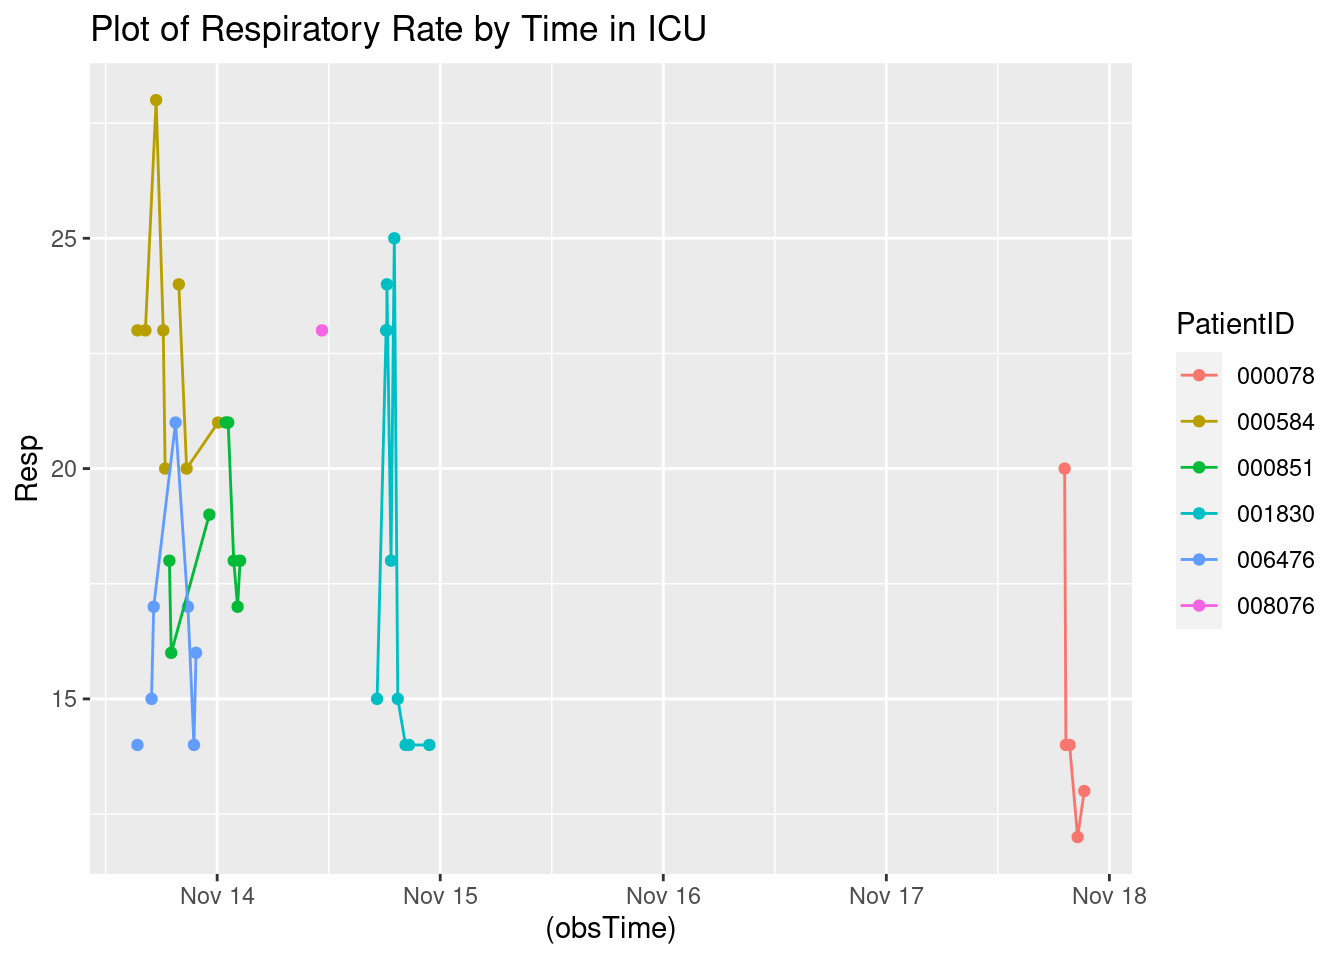 Plot of Respiratory Rate by Time in ICU
Resp
25
20
15
Nov 14
Nov 15
Nov 16
Nov 17
Nov 18
(obsTime)
PatientID
000078
000584
000851
001830
006476
008076